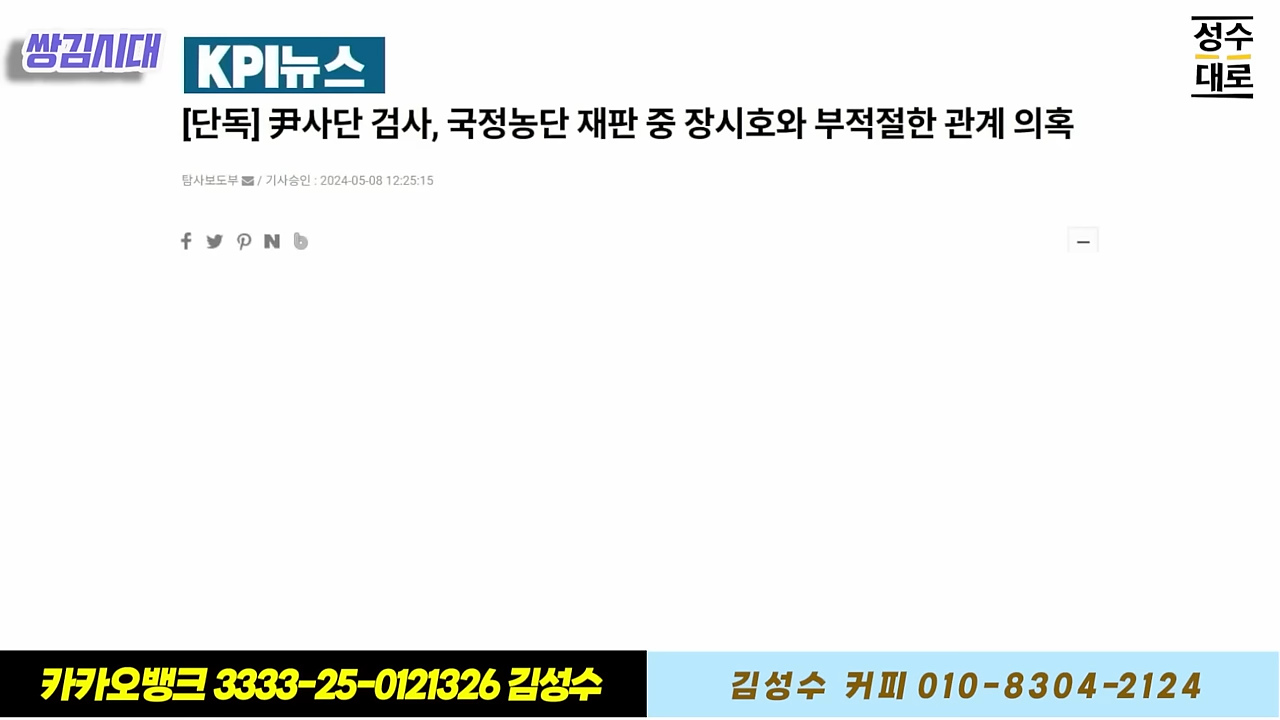 쌍김시대
성수
대로
KPI뉴스
[단독] 尹사단 검사, 국정농단 재판 중 장시호와 부적절한 관계 의혹
탐사보도부 / 기사승인 : 2024-05-08 12:25:15
카카오뱅크 3333-25-0121326 김성수
김성수 커피 010-8304-2124